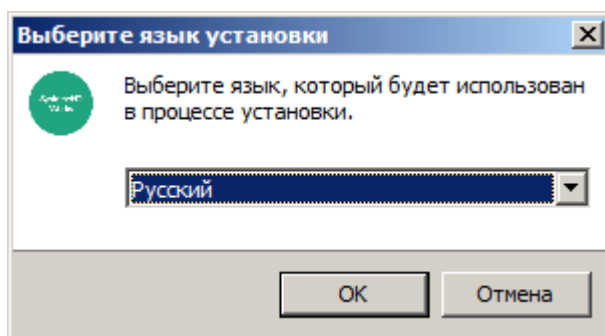 Выберите язык установки
Выберите язык, который будет использован
в процессе установки.
Русский
OK
Отмена